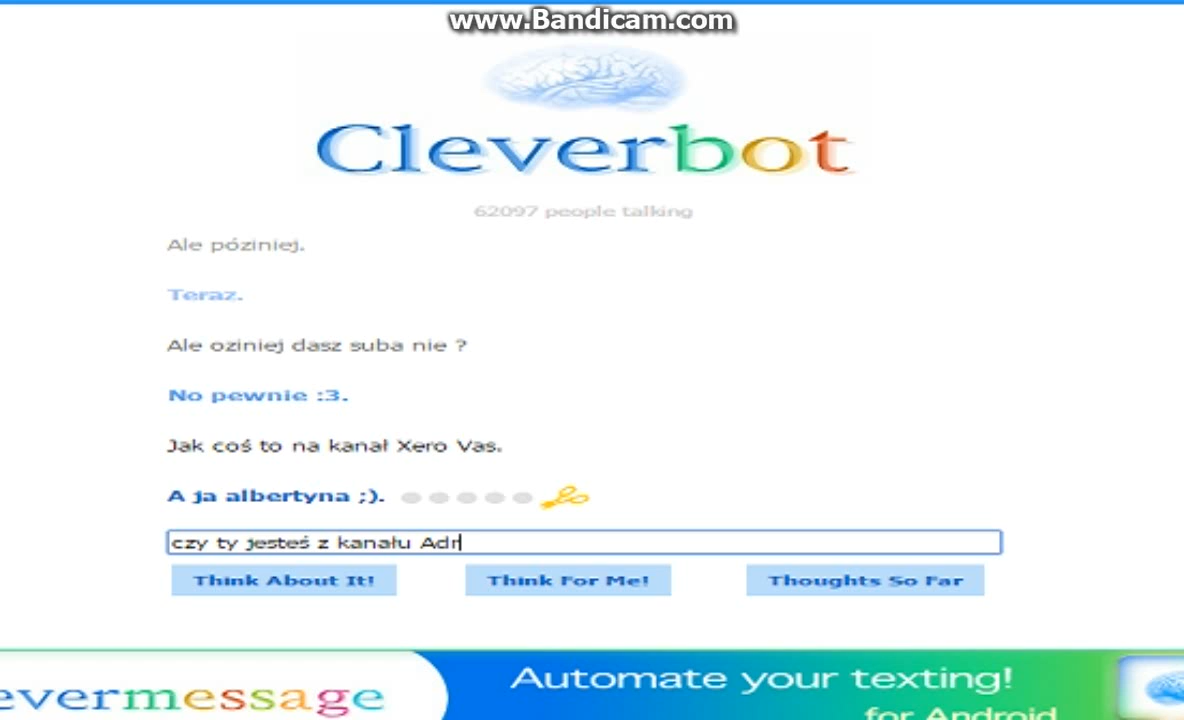 www.Bandicam.com
Cleverbot
62097 people talking
Ale póziniej.
Teraz.
Ale oziniej dasz suba nie ?
No pewnie :3.
Jak coś to na kanał Xero Vas.
A ja albertyna ;).
czy ty jesteś z kanału Adr
Think About It!
Think For Me!
Thoughts So Far
evermessage
Automate your texting!
for Android